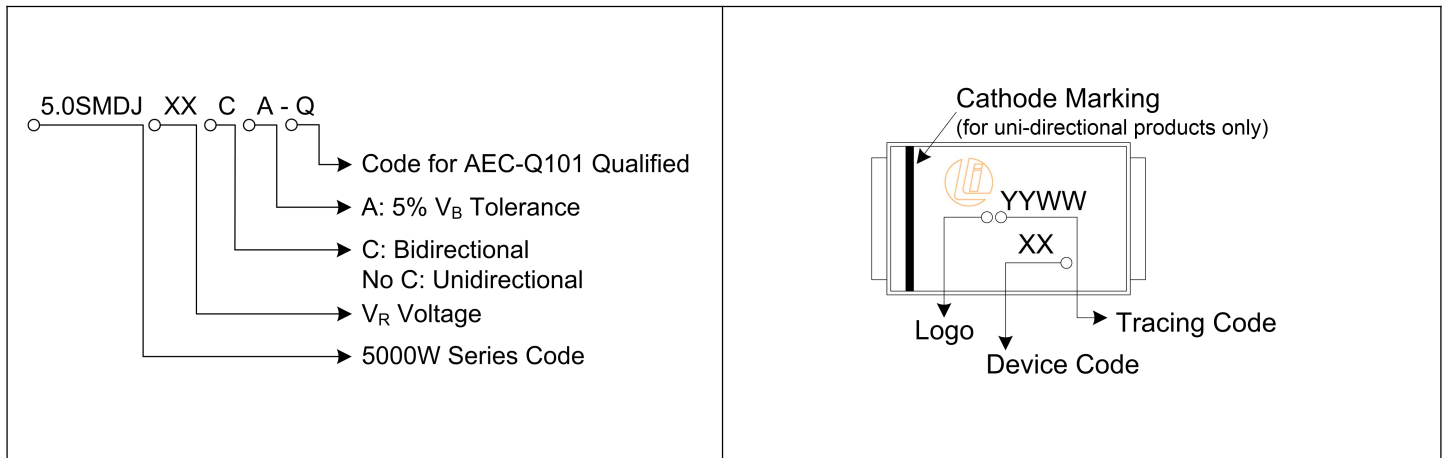 5.0SMDJ XX C A - Q
Code for AEC-Q101 Qualified
A: 5% VB Tolerance
C: Bidirectional
No C: Unidirectional
VR Voltage
5000W Series Code
Cathode Marking
(for uni-directional products only)
YYWW
XX
Logo
Tracing Code
Device Code